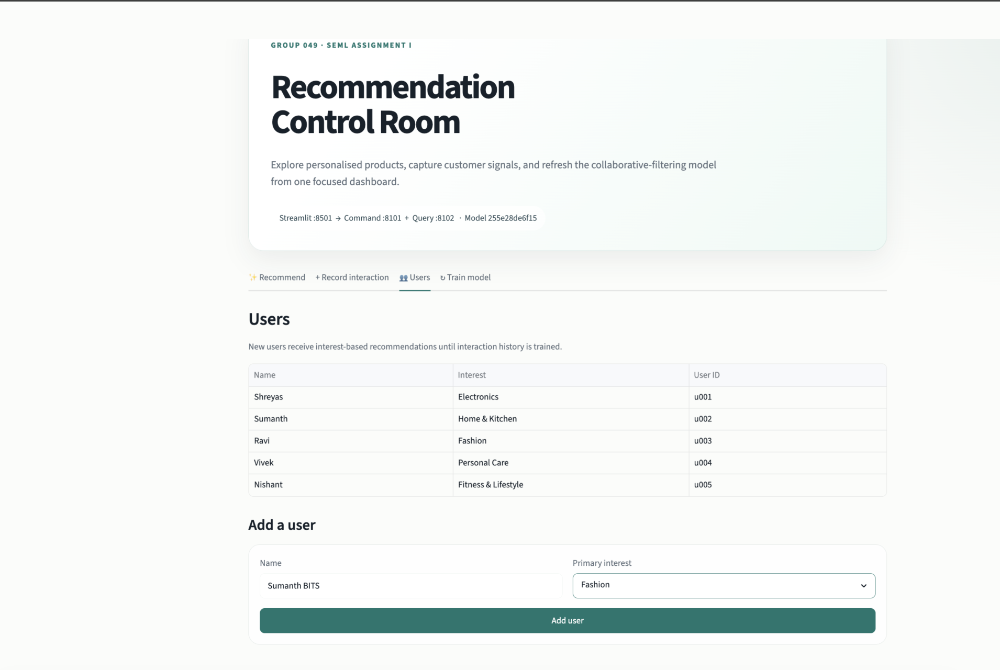 GROUP 049 · SEML ASSIGNMENT I
Recommendation
Control Room
Explore personalised products, capture customer signals, and refresh the collaborative-filtering model
from one focused dashboard.
Streamlit :8501 → Command :8101 + Query :8102 · Model 255e28de6f15
✨ Recommend + Record interaction 👥 Users ↻ Train model
Users
New users receive interest-based recommendations until interaction history is trained.
Name Interest User ID
Shreyas Electronics u001
Sumanth Home & Kitchen u002
Ravi Fashion u003
Vivek Personal Care u004
Nishant Fitness & Lifestyle u005
Add a user
Name Primary interest
Sumanth BITS Fashion
Add user